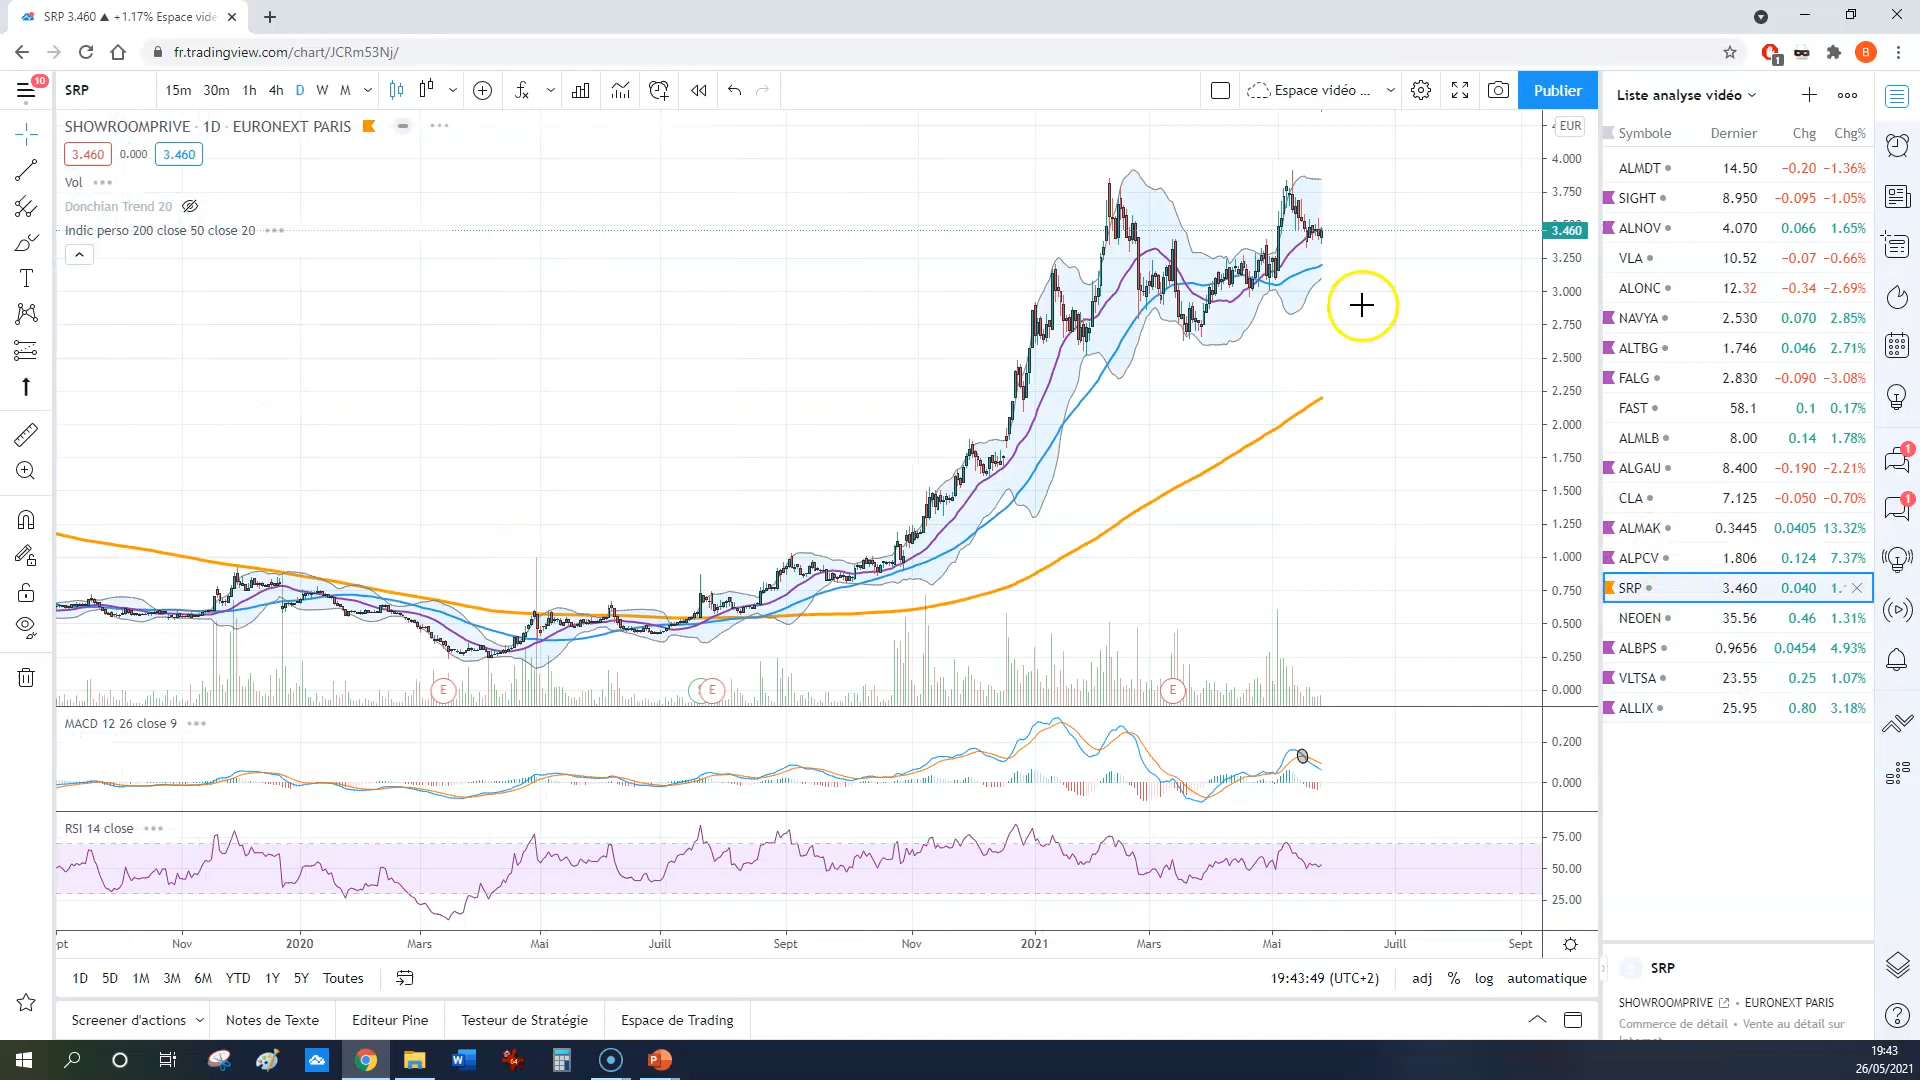 SRP 3.460 ▲ +1.17% Espace vidé
fr.tradingview.com/chart/JCRm53Nj/
B
1
10
SRP
15m 30m 1h 4h D W M
Espace vidéo ...
Publier
SHOWROOMPRIVE · 1D · EURONEXT PARIS
EUR
3.460 0.000 3.460
Vol
Donchian Trend 20
Indic perso 200 close 50 close 20
4.000
3.750
3.460
3.250
3.000
2.750
2.500
2.250
2.000
1.750
1.500
1.250
1.000
0.750
0.500
0.250
0.000
E
E
E
MACD 12 26 close 9
0.200
0.000
RSI 14 close
75.00
50.00
25.00
pt Nov 2020 Mars Mai Juill Sept Nov 2021 Mars Mai Juill Sept
1D 5D 1M 3M 6M YTD 1Y 5Y Toutes
19:43:49 (UTC+2) adj % log automatique
Screener d'actions Notes de Texte Editeur Pine Testeur de Stratégie Espace de Trading
Liste analyse vidéo
Symbole Dernier Chg Chg%
ALMDT 14.50 −0.20 −1.36%
SIGHT 8.950 −0.095 −1.05%
ALNOV 4.070 0.066 1.65%
VLA 10.52 −0.07 −0.66%
ALONC 12.32 −0.34 −2.69%
NAVYA 2.530 0.070 2.85%
ALTBG 1.746 0.046 2.71%
FALG 2.830 −0.090 −3.08%
FAST 58.1 0.1 0.17%
ALMLB 8.00 0.14 1.78%
ALGAU 8.400 −0.190 −2.21%
CLA 7.125 −0.050 −0.70%
ALMAK 0.3445 0.0405 13.32%
ALPCV 1.806 0.124 7.37%
SRP 3.460 0.040 1.
NEOEN 35.56 0.46 1.31%
ALBPS 0.9656 0.0454 4.93%
VLTSA 23.55 0.25 1.07%
ALLIX 25.95 0.80 3.18%
1
1
SRP
SHOWROOMPRIVE • EURONEXT PARIS
Commerce de détail • Vente au détail sur
19:43
26/05/2021